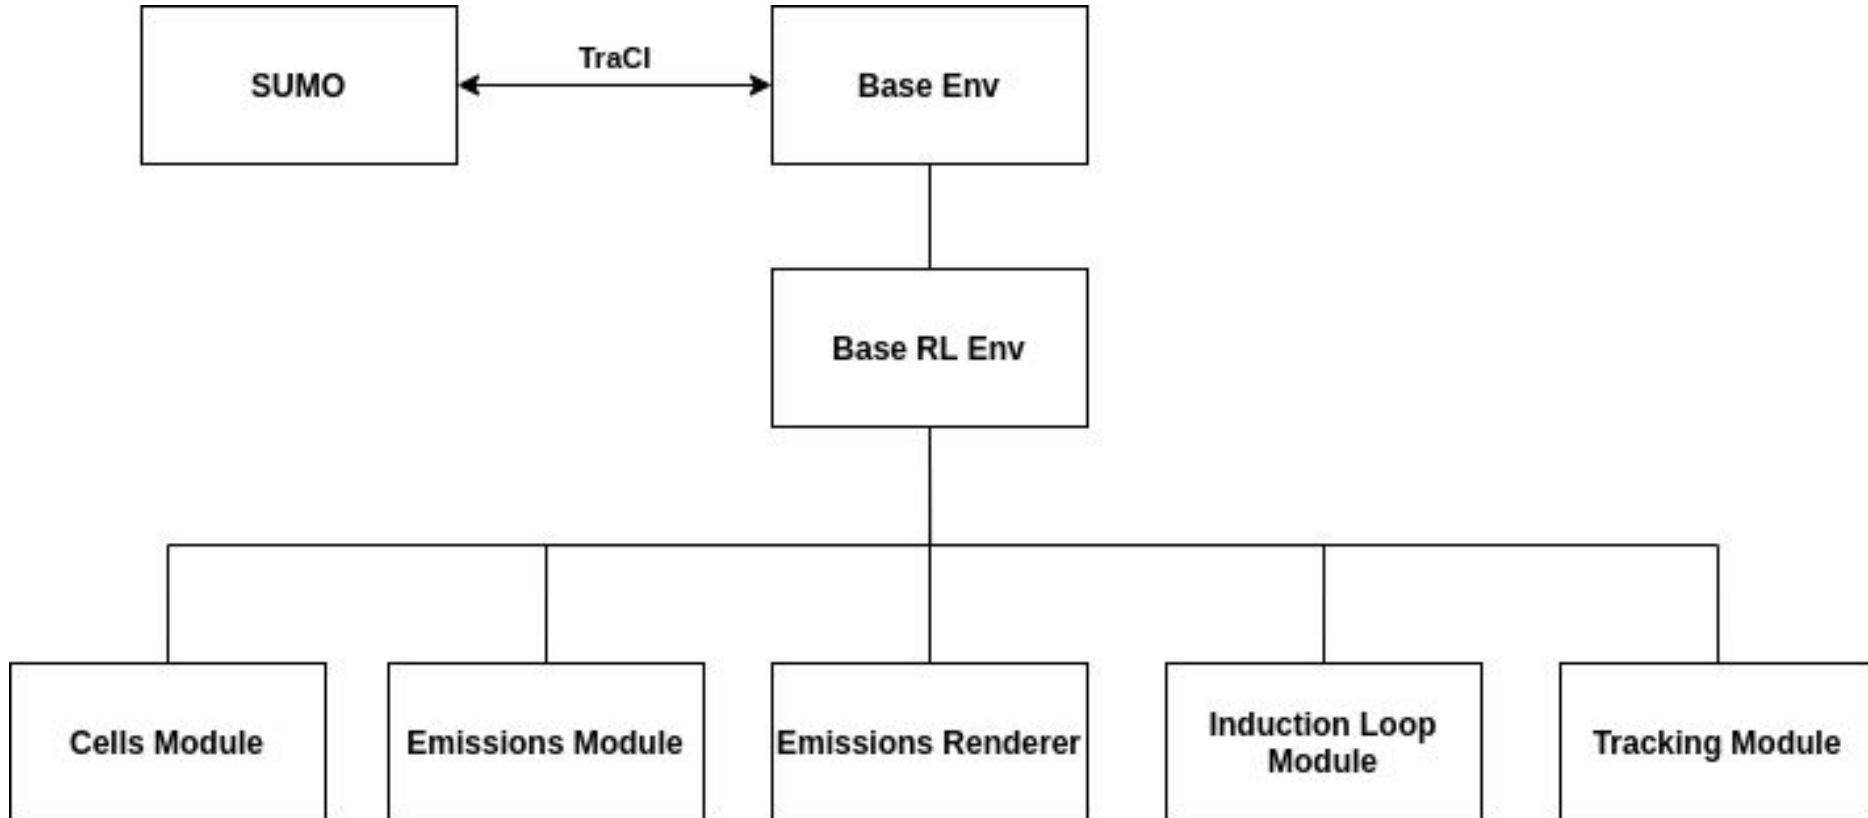 TraCI
SUMO
Base Env
Base RL Env
Cells Module
Emissions Module
Emissions Renderer
Induction Loop
Module
Tracking Module